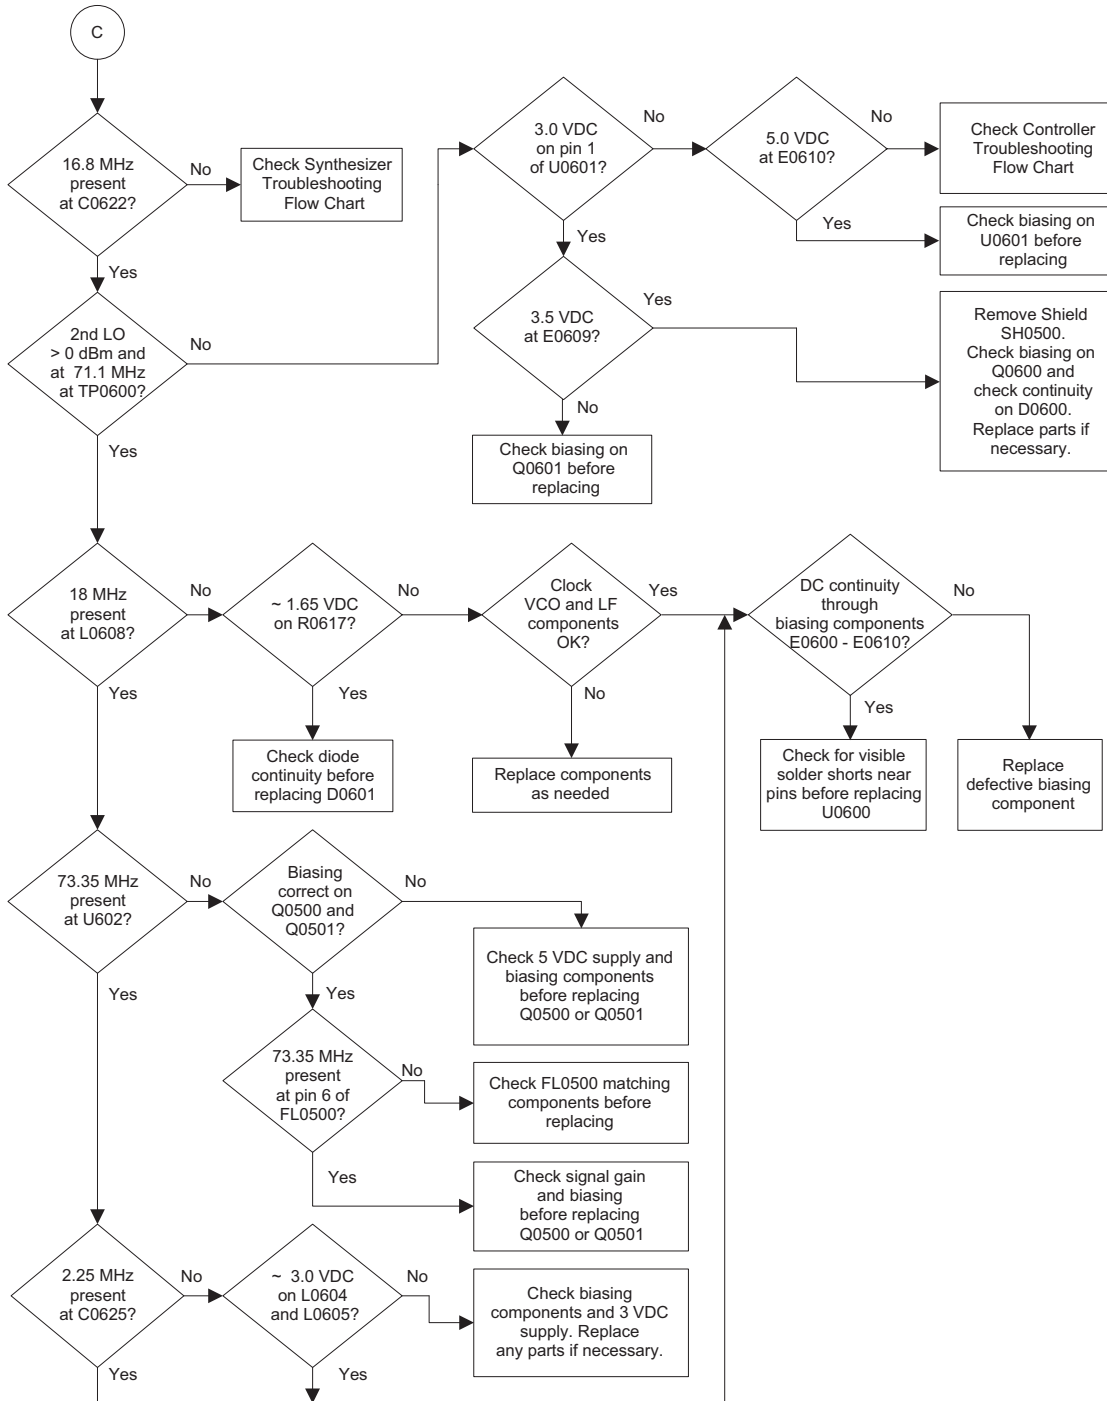 C
16.8 MHz
present
at C0622?
No
Check Synthesizer
Troubleshooting
Flow Chart
Yes
3.0 VDC
on pin 1
of U0601?
No
5.0 VDC
at E0610?
No
Check Controller
Troubleshooting
Flow Chart
Yes
Check biasing on
U0601 before
replacing
Yes
2nd LO
> 0 dBm and
at 71.1 MHz
at TP0600?
No
3.5 VDC
at E0609?
Yes
Remove Shield
SH0500.
Check biasing on
Q0600 and
check continuity
on D0600.
Replace parts if
necessary.
No
Check biasing on
Q0601 before
replacing
Yes
18 MHz
present
at L0608?
No
~ 1.65 VDC
on R0617?
No
Clock
VCO and LF
components
OK?
Yes
DC continuity
through
biasing components
E0600 - E0610?
No
Yes
Yes
No
Yes
Check diode
continuity before
replacing D0601
Replace components
as needed
Check for visible
solder shorts near
pins before replacing
U0600
Replace
defective biasing
component
73.35 MHz
present
at U602?
No
Biasing
correct on
Q0500 and
Q0501?
No
Check 5 VDC supply and
biasing components
before replacing
Q0500 or Q0501
Yes
Yes
73.35 MHz
present
at pin 6 of
FL0500?
No
Check FL0500 matching
components before
replacing
Yes
Check signal gain
and biasing
before replacing
Q0500 or Q0501
2.25 MHz
present
at C0625?
No
~ 3.0 VDC
on L0604
and L0605?
No
Check biasing
components and 3 VDC
supply. Replace
any parts if necessary.
Yes
Yes